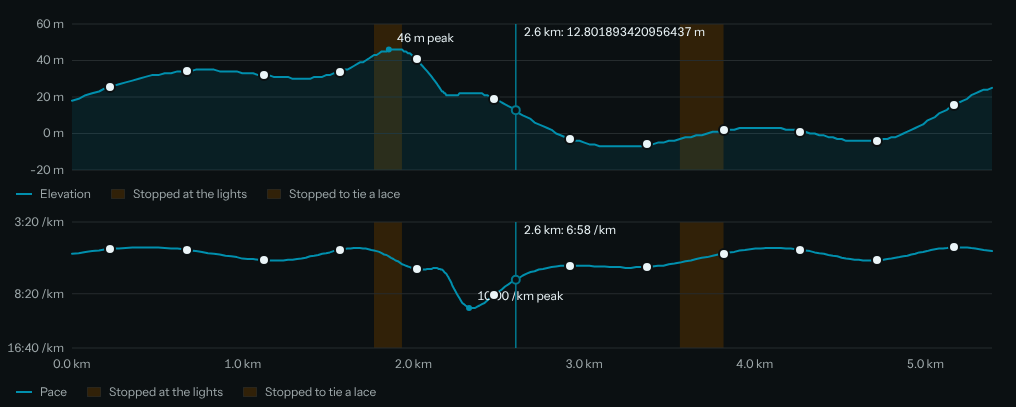 60 m
46 m peak
2.6 km: 12.801893420956437 m
40 m
20 m
0 m
-20 m
Elevation Stopped at the lights Stopped to tie a lace
3:20 /km
2.6 km: 6:58 /km
8:20 /km
10:00 /km peak
16:40 /km
0.0 km 1.0 km 2.0 km 3.0 km 4.0 km 5.0 km
Pace Stopped at the lights Stopped to tie a lace